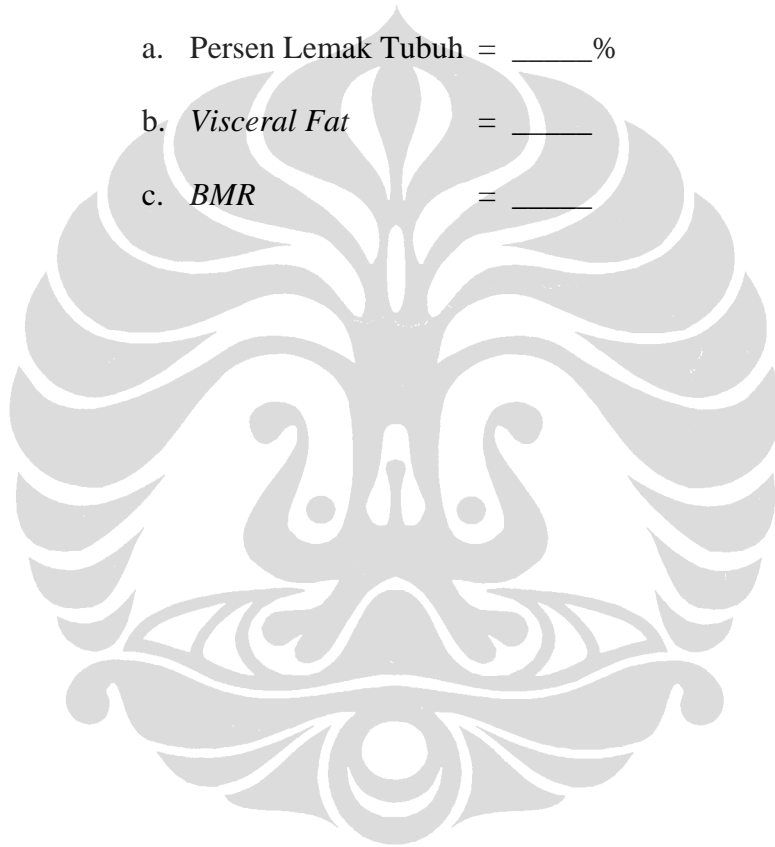 a. Persen Lemak Tubuh = _____%
b. Visceral Fat = _____
c. BMR = _____